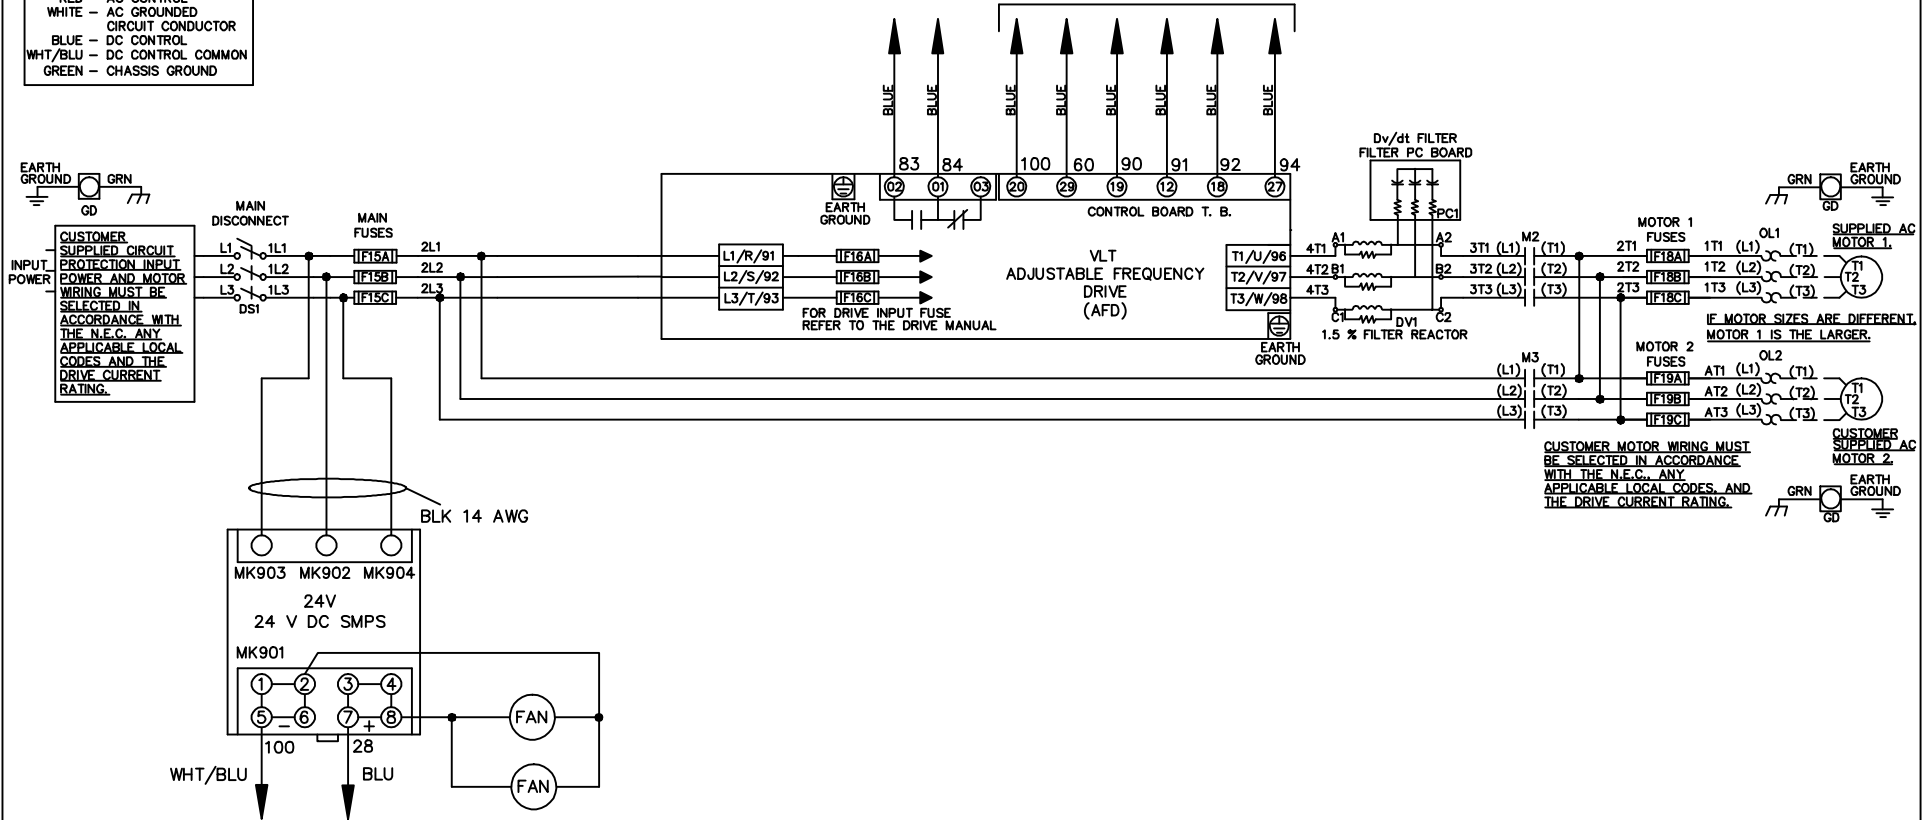 WHITE – AC GROUNDED
CIRCUIT CONDUCTOR
BLUE – DC CONTROL
WHT/BLU – DC CONTROL COMMON
GREEN – CHASSIS GROUND
BLUE BLUE BLUE BLUE BLUE BLUE BLUE BLUE
83 84 100 60 90 91 92 94
02 01 03 20 29 19 12 18 27
EARTH
GROUND
CONTROL BOARD T. B.
EARTH
GROUND
GRN
GD
MAIN
DISCONNECT
MAIN
FUSES
INPUT
POWER
CUSTOMER
SUPPLIED CIRCUIT
PROTECTION INPUT
POWER AND MOTOR
WIRING MUST BE
SELECTED IN
ACCORDANCE WITH
THE N.E.C. ANY
APPLICABLE LOCAL
CODES AND THE
DRIVE CURRENT
RATING.
L1 1L1 F15A 2L1
L2 1L2 F15B 2L2
L3 1L3 F15C 2L3
DS1
L1/R/91 F16A
L2/S/92 F16B
L3/T/93 F16C
FOR DRIVE INPUT FUSE
REFER TO THE DRIVE MANUAL
VLT
ADJUSTABLE FREQUENCY
DRIVE
(AFD)
T1/U/96 4T1
T2/V/97 4T2
T3/W/98 4T3
EARTH
GROUND
Dv/dt FILTER
FILTER PC BOARD
PC1
A1 A2
B1 B2
C1 C2
DV1
1.5 % FILTER REACTOR
M2
3T1 (L1) (T1)
3T2 (L2) (T2)
3T3 (L3) (T3)
MOTOR 1
FUSES
2T1 F18A 1T1 (L1) (T1)
2T2 F18B 1T2 (L2) (T2)
2T3 F18C 1T3 (L3) (T3)
OL1
T1
T2
T3
GRN
EARTH
GROUND
GD
SUPPLIED AC
MOTOR 1.
IF MOTOR SIZES ARE DIFFERENT,
MOTOR 1 IS THE LARGER.
M3
(L1) (T1)
(L2) (T2)
(L3) (T3)
MOTOR 2
FUSES
F19A AT1 (L1) (T1)
F19B AT2 (L2) (T2)
F19C AT3 (L3) (T3)
OL2
T1
T2
T3
CUSTOMER
SUPPLIED AC
MOTOR 2.
CUSTOMER MOTOR WIRING MUST
BE SELECTED IN ACCORDANCE
WITH THE N.E.C., ANY
APPLICABLE LOCAL CODES, AND
THE DRIVE CURRENT RATING.
GRN
EARTH
GROUND
GD
BLK 14 AWG
MK903 MK902 MK904
24V
24 V DC SMPS
MK901
1 2 3 4
5 – 6 7 + 8
100 28
WHT/BLU BLU
FAN
FAN